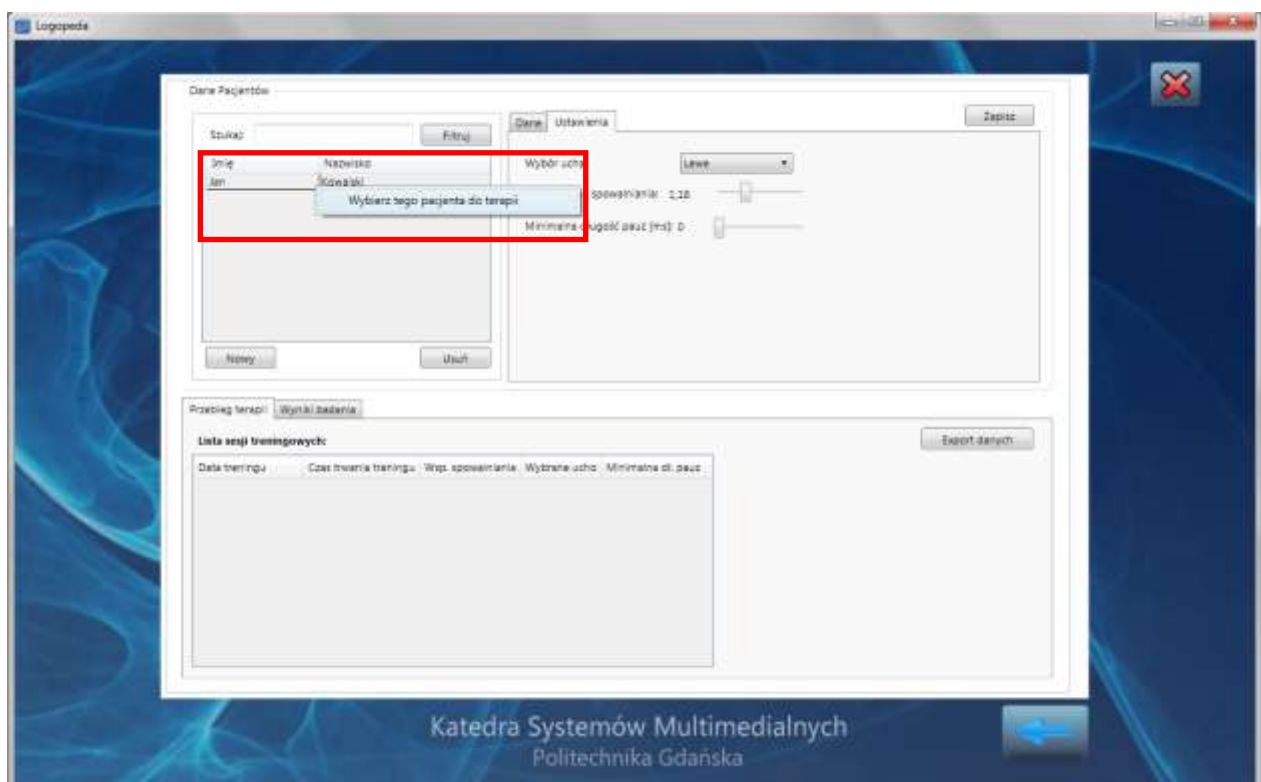 Logopeda
Dane Pacjentów
Szukaj:
Filtruj
Imię Nazwisko
Jan Kowalski
Wybierz tego pacjenta do terapii
Nowy
Usuń
Dane Ustawienia
Zapisz
Wybór ucha
Lewe
spowalniania: 1,18
Minimalna długość pauz [ms]: 0
Przebieg terapii Wyniki badania
Lista sesji treningowych:
Export danych
Data treningu Czas trwania treningu Wsp. spowalniania Wybrane ucho Minimalna dł. pauz
Katedra Systemów Multimedialnych
Politechnika Gdańska